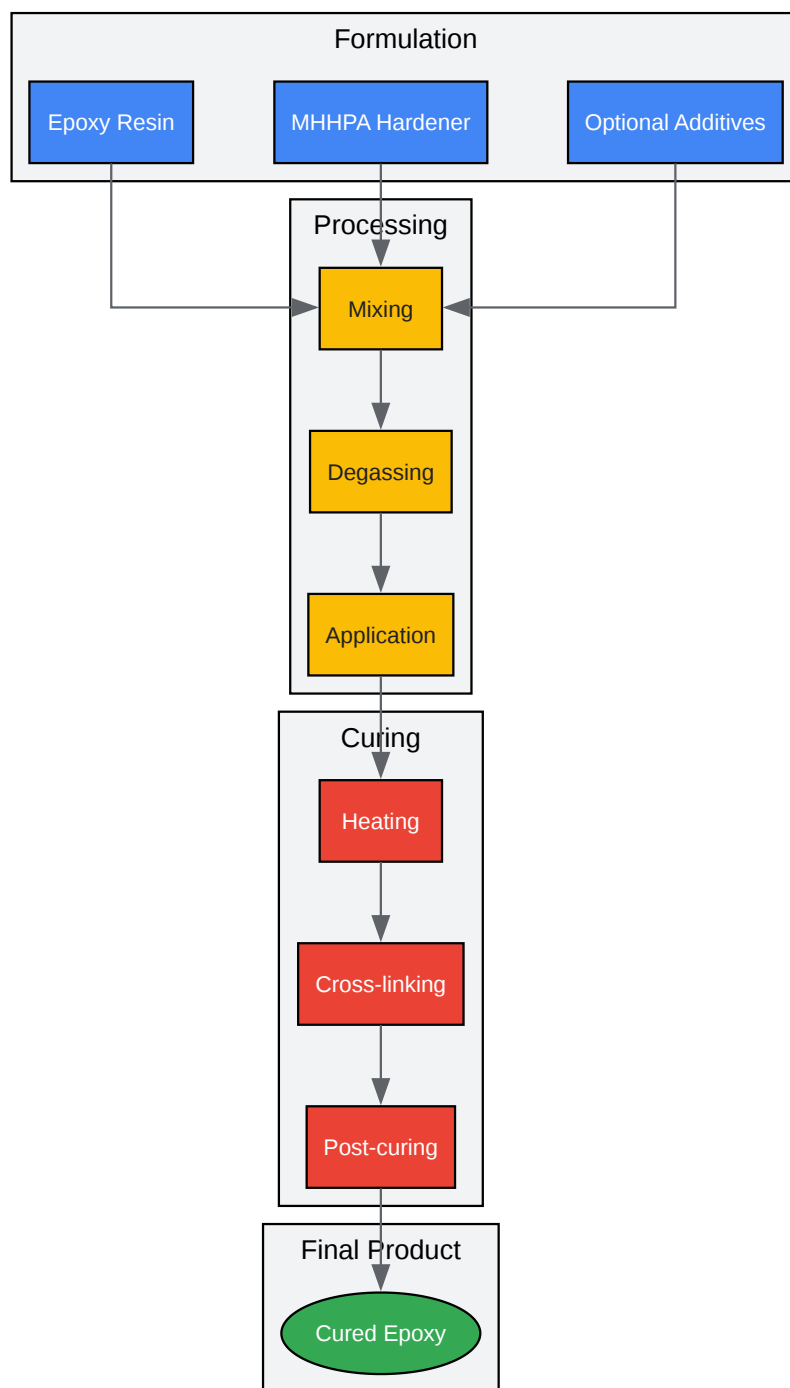 Formulation
Epoxy Resin
MHHPA Hardener
Optional Additives
Processing
Mixing
Degassing
Application
Curing
Heating
Cross-linking
Post-curing
Final Product
Cured Epoxy